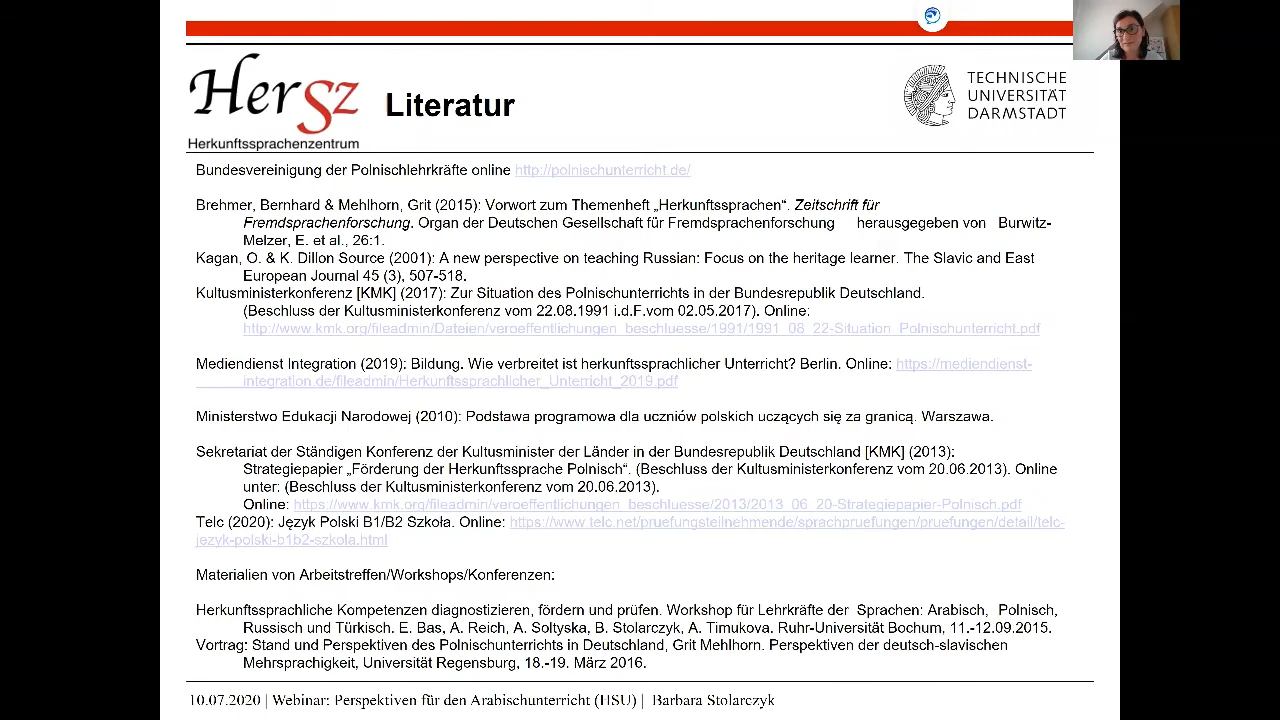 Hersz
Herkunftssprachenzentrum
Literatur
TECHNISCHE
UNIVERSITÄT
DARMSTADT
Bundesvereinigung der Polnischlehrkräfte online http://polnischunterricht.de/
Brehmer, Bernhard & Mehlhorn, Grit (2015): Vorwort zum Themenheft „Herkunftssprachen“. Zeitschrift für
Fremdsprachenforschung. Organ der Deutschen Gesellschaft für Fremdsprachenforschung herausgegeben von Burwitz-
Melzer, E. et al., 26:1.
Kagan, O. & K. Dillon Source (2001): A new perspective on teaching Russian: Focus on the heritage learner. The Slavic and East
European Journal 45 (3), 507-518.
Kultusministerkonferenz [KMK] (2017): Zur Situation des Polnischunterrichts in der Bundesrepublik Deutschland.
(Beschluss der Kultusministerkonferenz vom 22.08.1991 i.d.F.vom 02.05.2017). Online:
http://www.kmk.org/fileadmin/Dateien/veroeffentlichungen_beschluesse/1991/1991_08_22-Situation_Polnischunterricht.pdf
Mediendienst Integration (2019): Bildung. Wie verbreitet ist herkunftssprachlicher Unterricht? Berlin. Online: https://mediendienst-
integration.de/fileadmin/Herkunftssprachlicher_Unterricht_2019.pdf
Ministerstwo Edukacji Narodowej (2010): Podstawa programowa dla uczniów polskich uczących się za granicą. Warszawa.
Sekretariat der Ständigen Konferenz der Kultusminister der Länder in der Bundesrepublik Deutschland [KMK] (2013):
Strategiepapier „Förderung der Herkunftssprache Polnisch“. (Beschluss der Kultusministerkonferenz vom 20.06.2013). Online
unter: (Beschluss der Kultusministerkonferenz vom 20.06.2013).
Online: https://www.kmk.org/fileadmin/veroeffentlichungen_beschluesse/2013/2013_06_20-Strategiepapier-Polnisch.pdf
Telc (2020): Język Polski B1/B2 Szkoła. Online: https://www.telc.net/pruefungsteilnehmende/sprachpruefungen/pruefungen/detail/telc-
jezyk-polski-b1b2-szkola.html
Materialien von Arbeitstreffen/Workshops/Konferenzen:
Herkunftssprachliche Kompetenzen diagnostizieren, fördern und prüfen. Workshop für Lehrkräfte der Sprachen: Arabisch, Polnisch,
Russisch und Türkisch. E. Bas, A. Reich, A. Soltyska, B. Stolarczyk, A. Timukova. Ruhr-Universität Bochum, 11.-12.09.2015.
Vortrag: Stand und Perspektiven des Polnischunterrichts in Deutschland, Grit Mehlhorn. Perspektiven der deutsch-slavischen
Mehrsprachigkeit, Universität Regensburg, 18.-19. März 2016.
10.07.2020 | Webinar: Perspektiven für den Arabischunterricht (HSU) | Barbara Stolarczyk